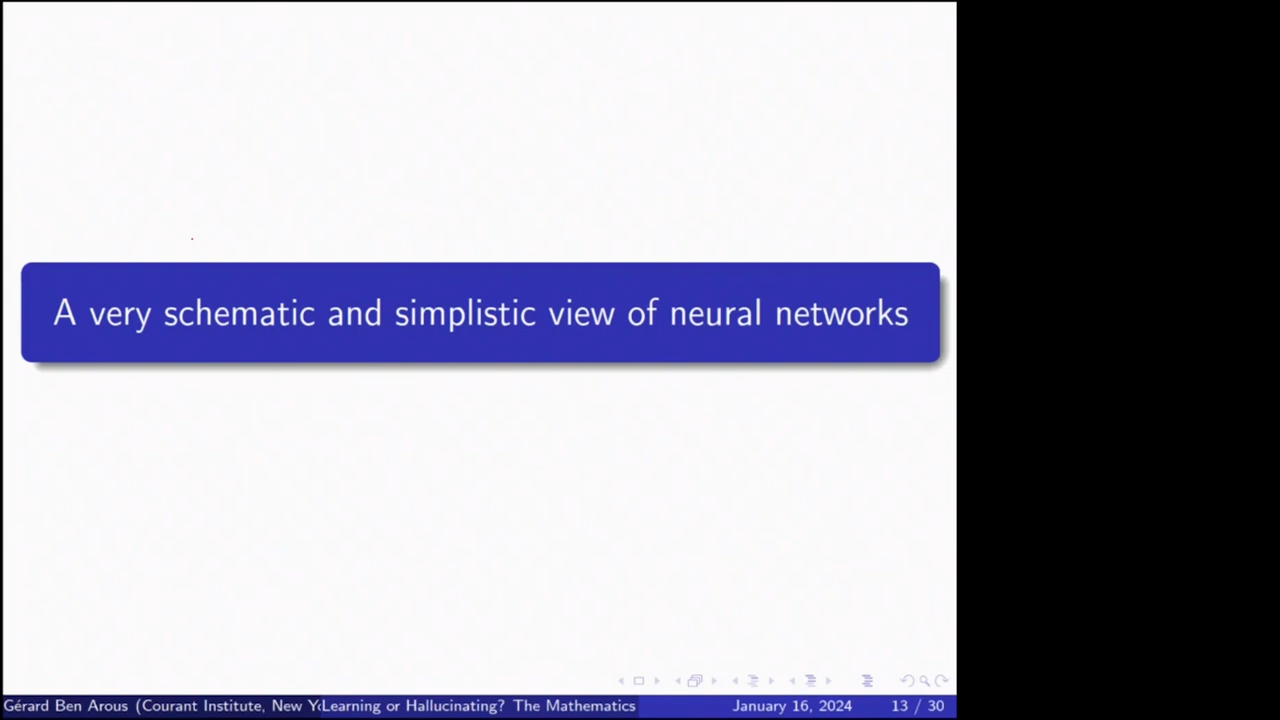 A very schematic and simplistic view of neural networks
Gérard Ben Arous (Courant Institute, New Learning or Hallucinating? The Mathematics January 16, 2024 13 / 30